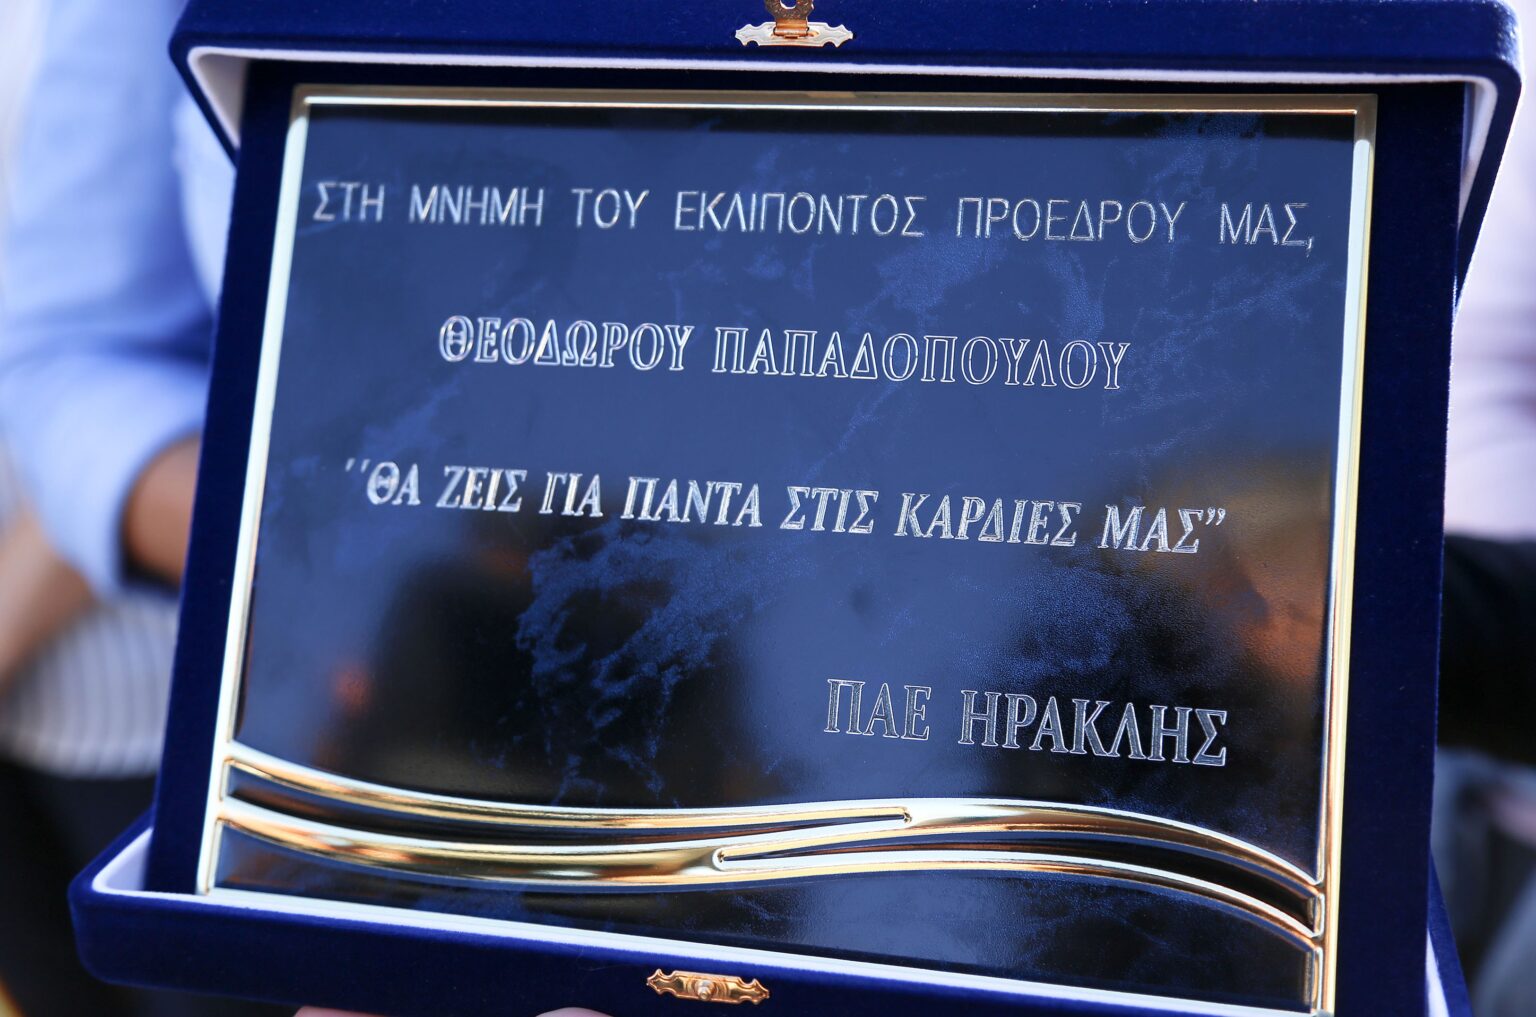 ΣΤΗ ΜΝΗΜΗ ΤΟΥ ΕΚΛΙΠΟΝΤΟΣ ΠΡΟΕΔΡΟΥ ΜΑΣ,
ΘΕΟΔΩΡΟΥ ΠΑΠΑΔΟΠΟΥΛΟΥ
΄΄ΘΑ ΖΕΙΣ ΓΙΑ ΠΑΝΤΑ ΣΤΙΣ ΚΑΡΔΙΕΣ ΜΑΣ”
ΠΑΕ ΗΡΑΚΛΗΣ